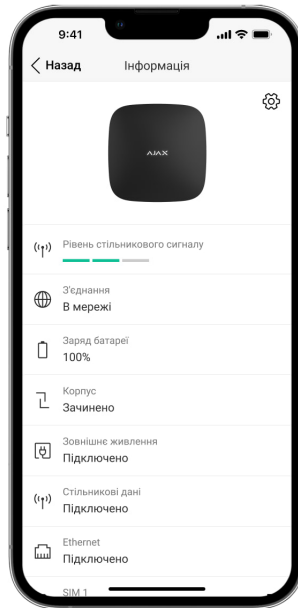 9:41
Назад Інформація
AJAX
Рівень стільникового сигналу
З'єднання
В мережі
Заряд батареї
100%
Корпус
Зачинено
Зовнішнє живлення
Підключено
Стільникові дані
Підключено
Ethernet
Підключено
SIM 1